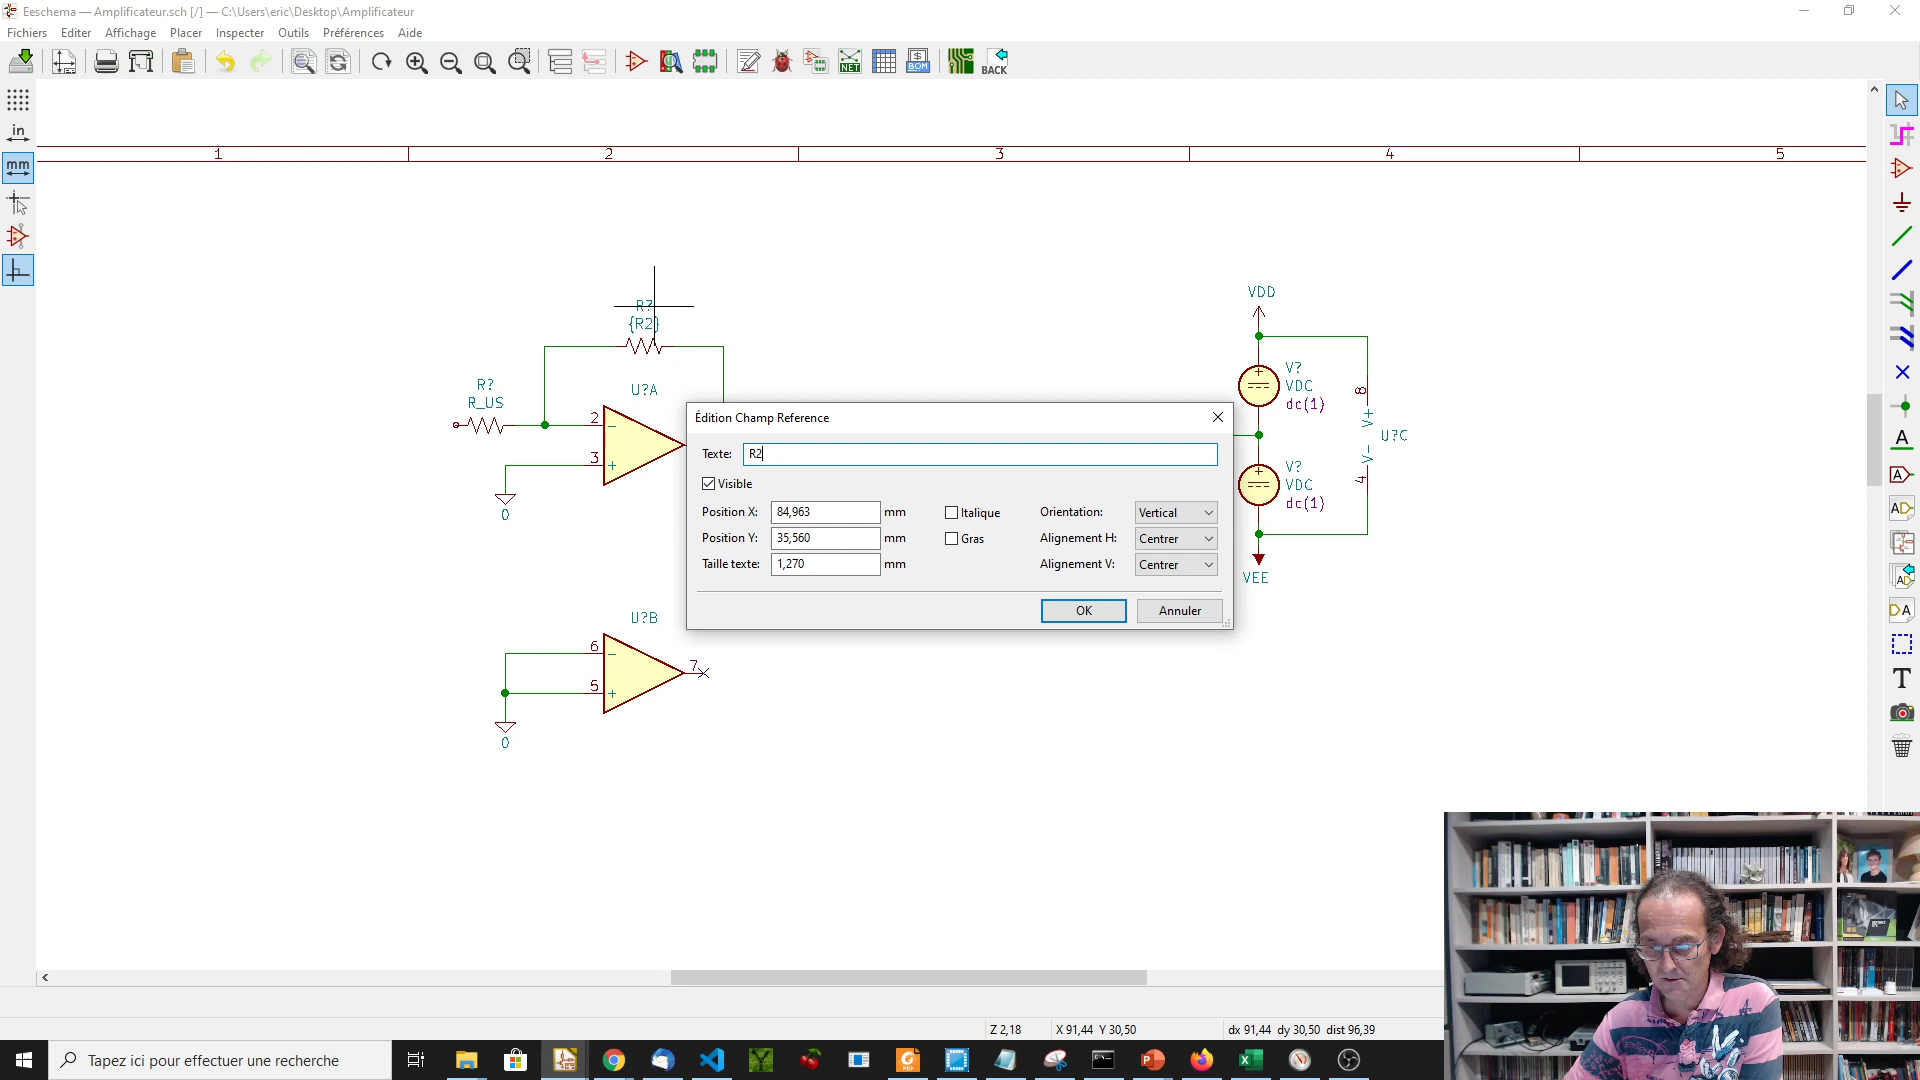 Eeschema — Amplificateur.sch [/] — C:\Users\eric\Desktop\Amplificateur
Fichiers Editer Affichage Placer Inspecter Outils Préférences Aide
NET BOM BACK
in
mm
1 2 3 4 5
VDD
R?
{R2}
V?
VDC
dc(1)
R?
R_US
U?A
2
3
0
8
V+
V-
4
U?C
V?
VDC
dc(1)
VEE
Édition Champ Reference
Texte: R2
Visible
Position X: 84,963 mm Italique Orientation: Vertical
Position Y: 35,560 mm Gras Alignement H: Centrer
Taille texte: 1,270 mm Alignement V: Centrer
OK Annuler
U?B
6
5
7
0
A
A
A
A
A
T
Z 2,18 X 91,44 Y 30,50 dx 91,44 dy 30,50 dist 96,39
Tapez ici pour effectuer une recherche